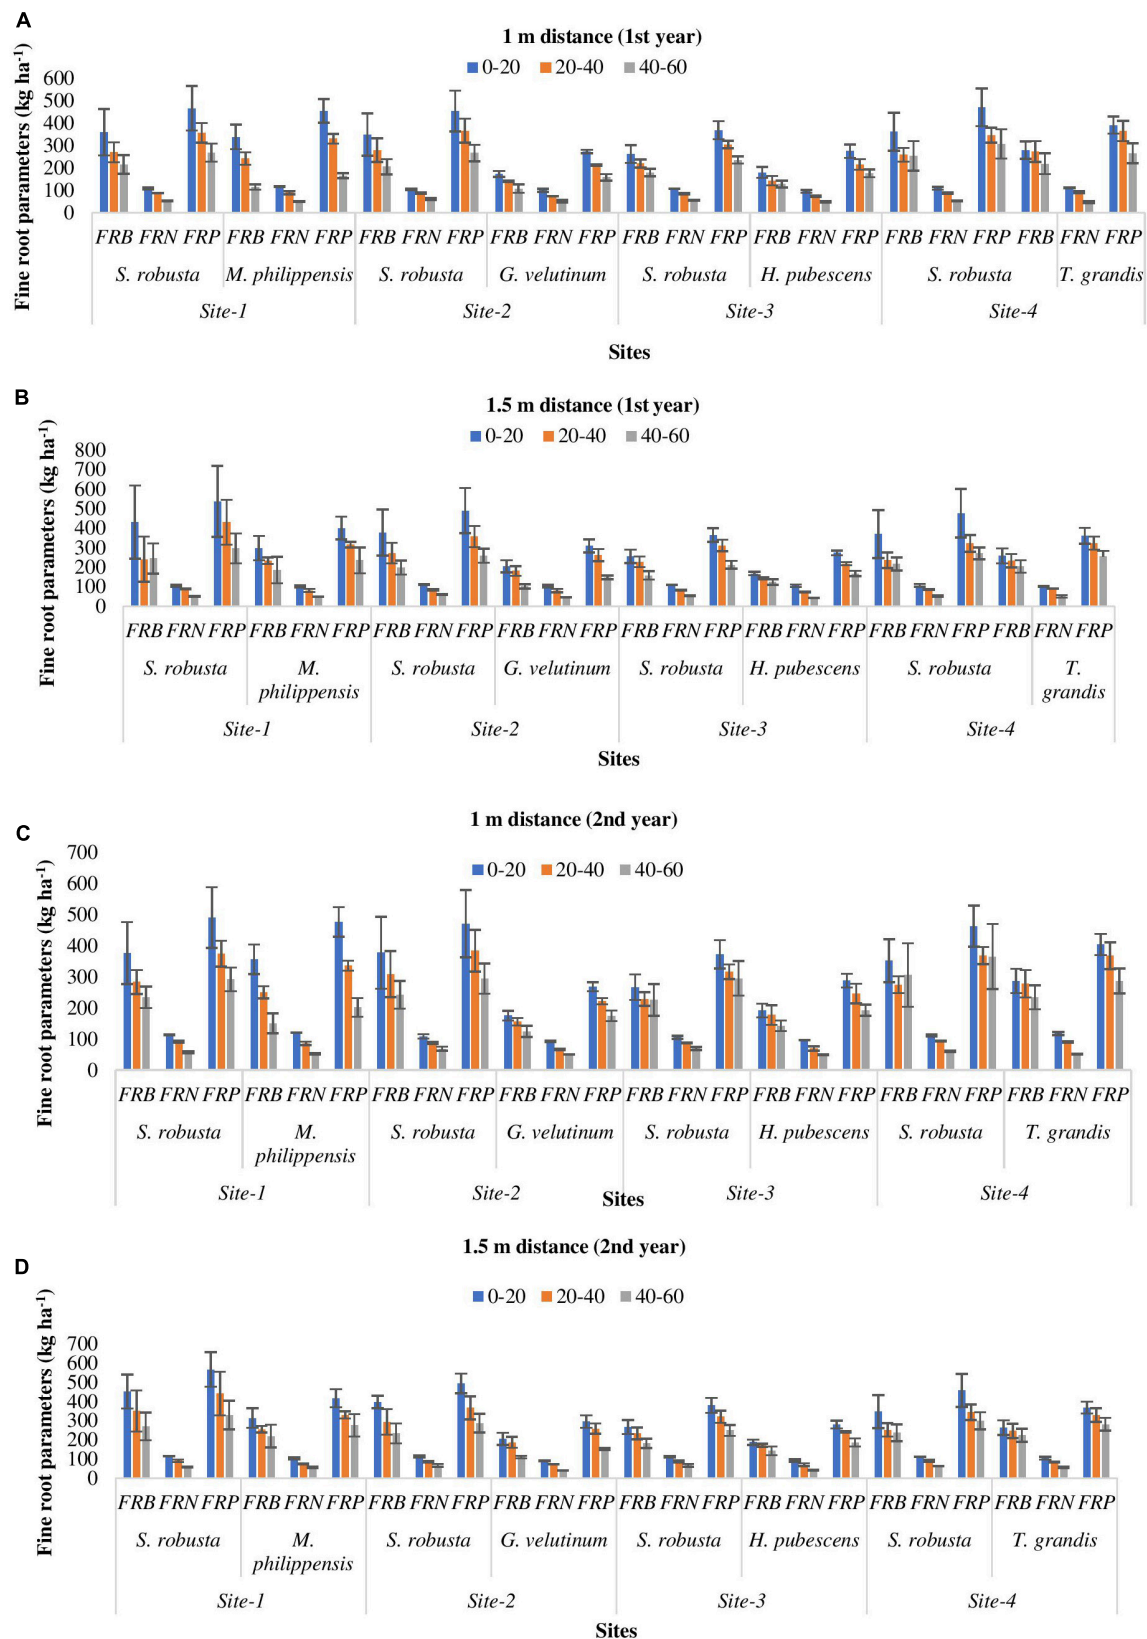 A
1 m distance (1st year)
0-20 20-40 40-60
Fine root parameters (kg ha-1)
600
500
400
300
200
100
0
FRB FRN FRP FRB FRN FRP FRB FRN FRP FRB FRN FRP FRB FRN FRP FRB FRN FRP FRB FRN FRP FRB FRN FRP
S. robusta M. philippensis S. robusta G. velutinum S. robusta H. pubescens S. robusta T. grandis
Site-1 Site-2 Site-3 Site-4
Sites
B
1.5 m distance (1st year)
0-20 20-40 40-60
Fine root parameters (kg ha-1)
800
700
600
500
400
300
200
100
0
FRB FRN FRP FRB FRN FRP FRB FRN FRP FRB FRN FRP FRB FRN FRP FRB FRN FRP FRB FRN FRP FRB FRN FRP
S. robusta M. S. robusta G. velutinum S. robusta H. pubescens S. robusta T.
philippensis grandis
Site-1 Site-2 Site-3 Site-4
Sites
C
1 m distance (2nd year)
0-20 20-40 40-60
Fine root parameters (kg ha-1)
700
600
500
400
300
200
100
0
FRB FRN FRP FRB FRN FRP FRB FRN FRP FRB FRN FRP FRB FRN FRP FRB FRN FRP FRB FRN FRP FRB FRN FRP
S. robusta M. S. robusta G. velutinum S. robusta H. pubescens S. robusta T. grandis
philippensis
Site-1 Site-2 Site-3 Site-4
Sites
D
1.5 m distance (2nd year)
0-20 20-40 40-60
Fine root parameters (kg ha-1)
700
600
500
400
300
200
100
0
FRB FRN FRP FRB FRN FRP FRB FRN FRP FRB FRN FRP FRB FRN FRP FRB FRN FRP FRB FRN FRP FRB FRN FRP
S. robusta M. S. robusta G. velutinum S. robusta H. pubescens S. robusta T. grandis
philippensis
Site-1 Site-2 Site-3 Site-4
Sites